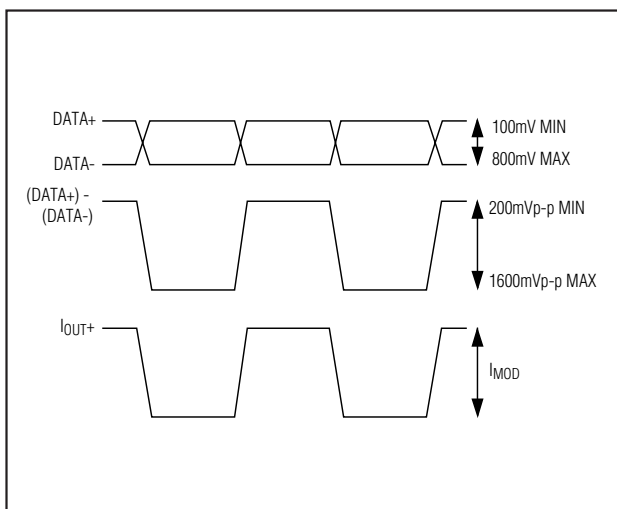 DATA+
100mV MIN
DATA-
800mV MAX
(DATA+) -
(DATA-)
200mVp-p MIN
1600mVp-p MAX
IOUT+
IMOD